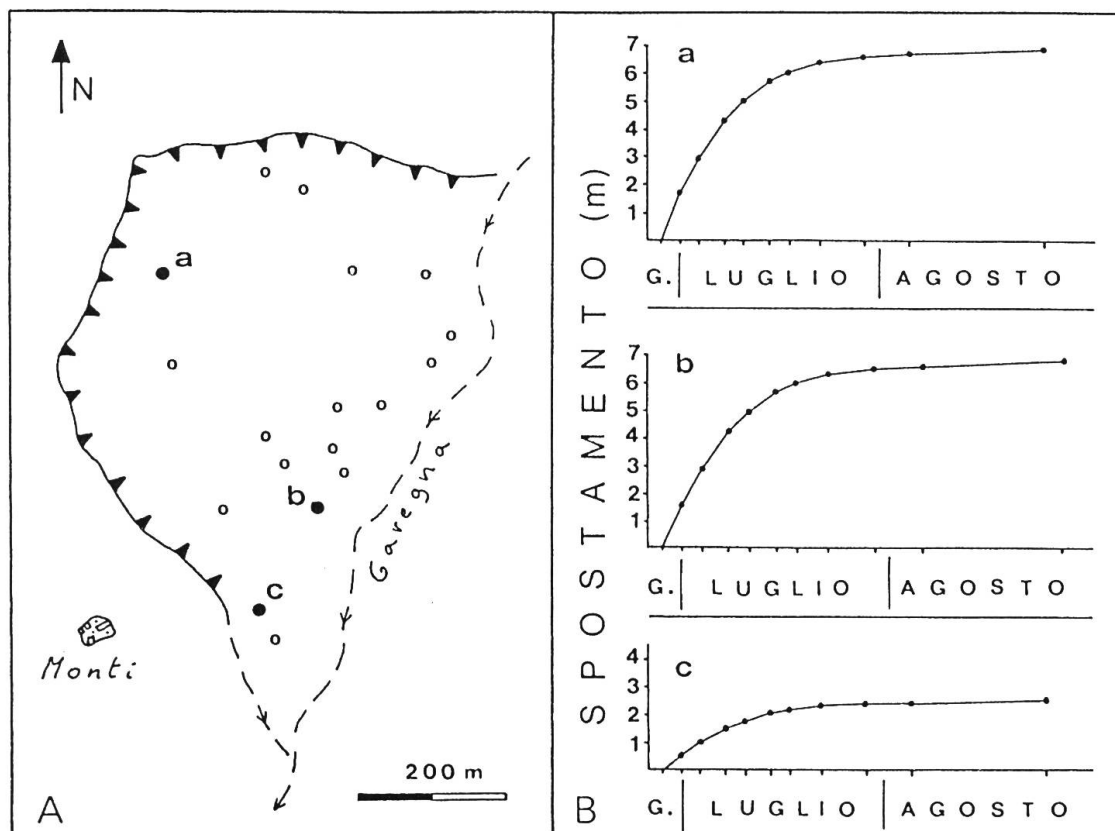 N
a
b
c
Garegna
Monti
200 m
A
SPOSTAMENTO (m)
a
7
6
5
4
3
2
1
G. LUGLIO AGOSTO
b
7
6
5
4
3
2
1
G. LUGLIO AGOSTO
c
4
3
2
1
G. LUGLIO AGOSTO
B